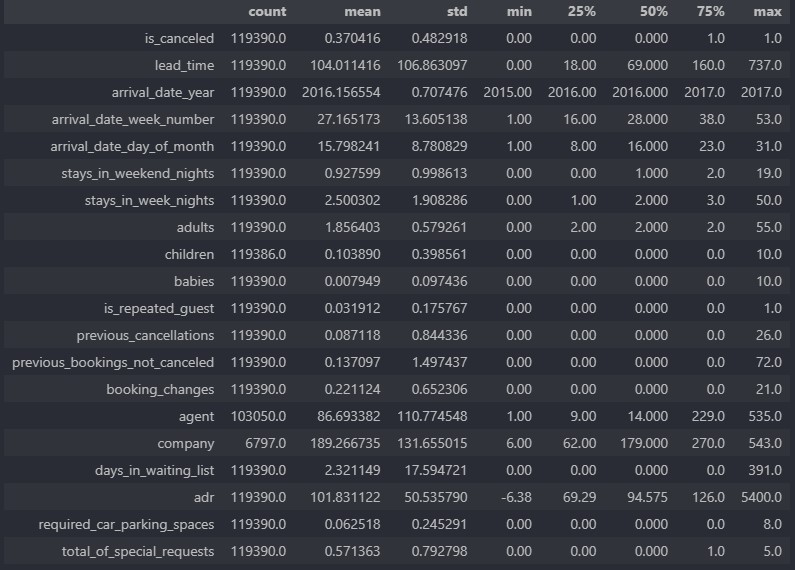 count mean std min 25% 50% 75% max
is_canceled 119390.0 0.370416 0.482918 0.00 0.00 0.000 1.0 1.0
lead_time 119390.0 104.011416 106.863097 0.00 18.00 69.000 160.0 737.0
arrival_date_year 119390.0 2016.156554 0.707476 2015.00 2016.00 2016.000 2017.0 2017.0
arrival_date_week_number 119390.0 27.165173 13.605138 1.00 16.00 28.000 38.0 53.0
arrival_date_day_of_month 119390.0 15.798241 8.780829 1.00 8.00 16.000 23.0 31.0
stays_in_weekend_nights 119390.0 0.927599 0.998613 0.00 0.00 1.000 2.0 19.0
stays_in_week_nights 119390.0 2.500302 1.908286 0.00 1.00 2.000 3.0 50.0
adults 119390.0 1.856403 0.579261 0.00 2.00 2.000 2.0 55.0
children 119386.0 0.103890 0.398561 0.00 0.00 0.000 0.0 10.0
babies 119390.0 0.007949 0.097436 0.00 0.00 0.000 0.0 10.0
is_repeated_guest 119390.0 0.031912 0.175767 0.00 0.00 0.000 0.0 1.0
previous_cancellations 119390.0 0.087118 0.844336 0.00 0.00 0.000 0.0 26.0
previous_bookings_not_canceled 119390.0 0.137097 1.497437 0.00 0.00 0.000 0.0 72.0
booking_changes 119390.0 0.221124 0.652306 0.00 0.00 0.000 0.0 21.0
agent 103050.0 86.693382 110.774548 1.00 9.00 14.000 229.0 535.0
company 6797.0 189.266735 131.655015 6.00 62.00 179.000 270.0 543.0
days_in_waiting_list 119390.0 2.321149 17.594721 0.00 0.00 0.000 0.0 391.0
adr 119390.0 101.831122 50.535790 -6.38 69.29 94.575 126.0 5400.0
required_car_parking_spaces 119390.0 0.062518 0.245291 0.00 0.00 0.000 0.0 8.0
total_of_special_requests 119390.0 0.571363 0.792798 0.00 0.00 0.000 1.0 5.0